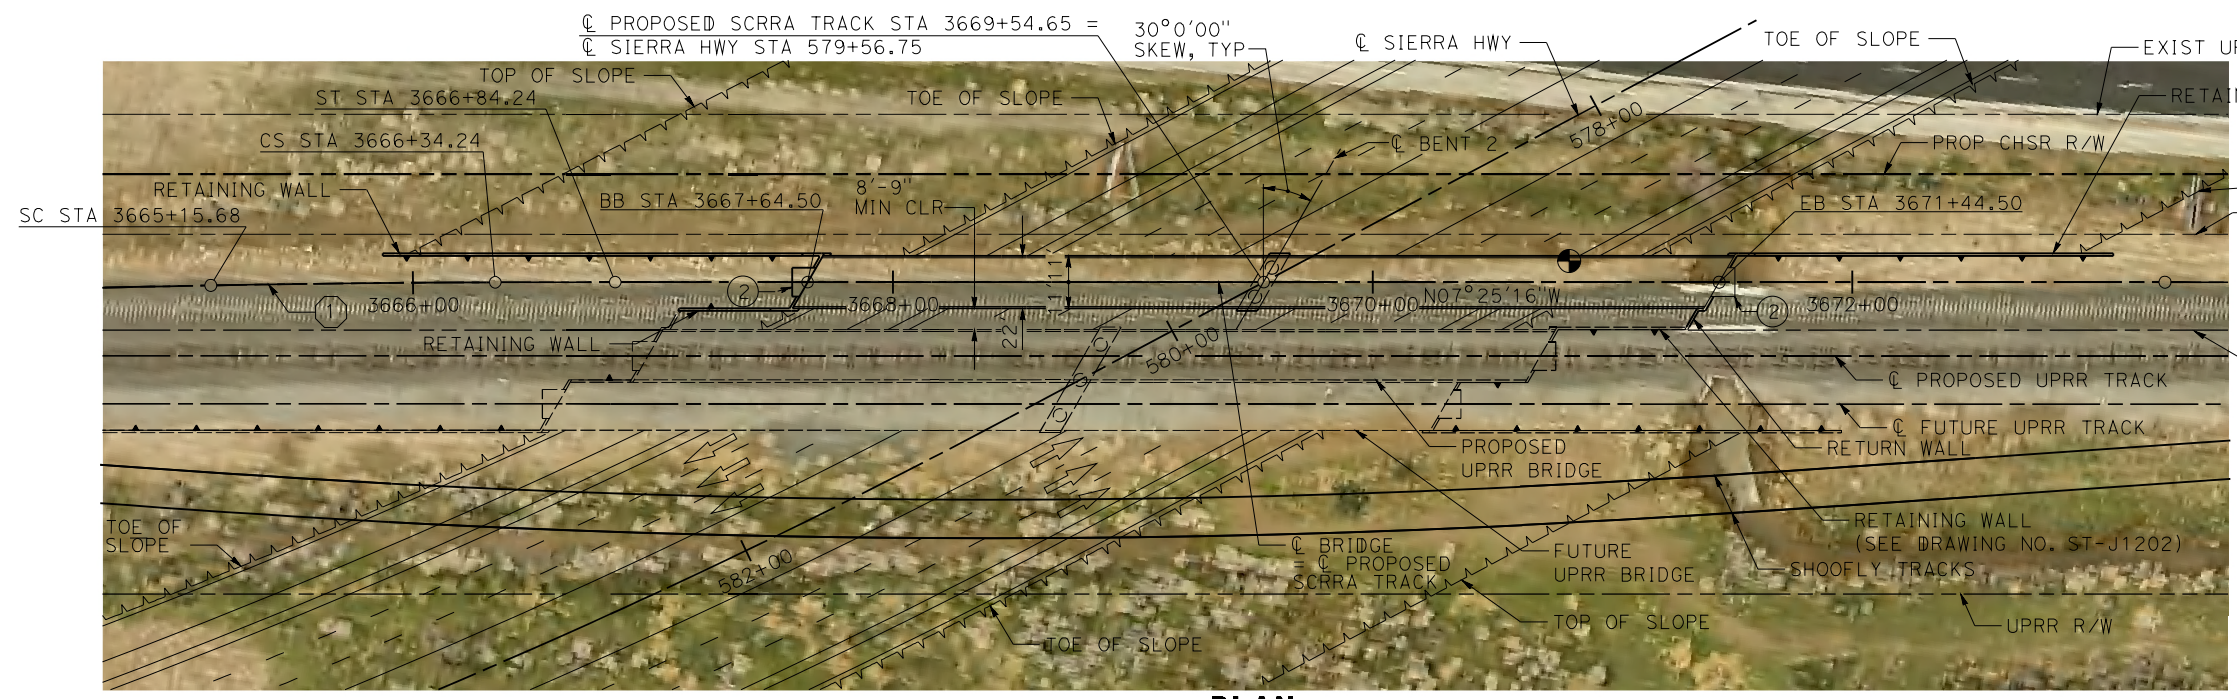 ℄ PROPOSED SCRRA TRACK STA 3669+54.65 =
℄ SIERRA HWY STA 579+56.75
30°0'00"
SKEW, TYP
℄ SIERRA HWY
TOE OF SLOPE
EXIST
TOP OF SLOPE
ST STA 3666+84.24
TOE OF SLOPE
578+00
CS STA 3666+34.24
℄ BENT 2
PROP CHSR R/W
RETAINING WALL
8'-9"
MIN CLR
SC STA 3665+15.68
BB STA 3667+64.50
EB STA 3671+44.50
1
3666+00
2
3668+00
3670+00
N07°25'16"W
2
3672+00
RETAINING WALL
580+00
℄ PROPOSED UPRR TRACK
℄ FUTURE UPRR TRACK
RETURN WALL
PROPOSED
UPRR BRIDGE
TOE OF
SLOPE
582+00
℄ BRIDGE
= ℄ PROPOSED
SCRRA TRACK
FUTURE
UPRR BRIDGE
RETAINING WALL
(SEE DRAWING NO. ST-J1202)
SHOOFLY TRACKS
TOE OF SLOPE
TOP OF SLOPE
UPRR R/W